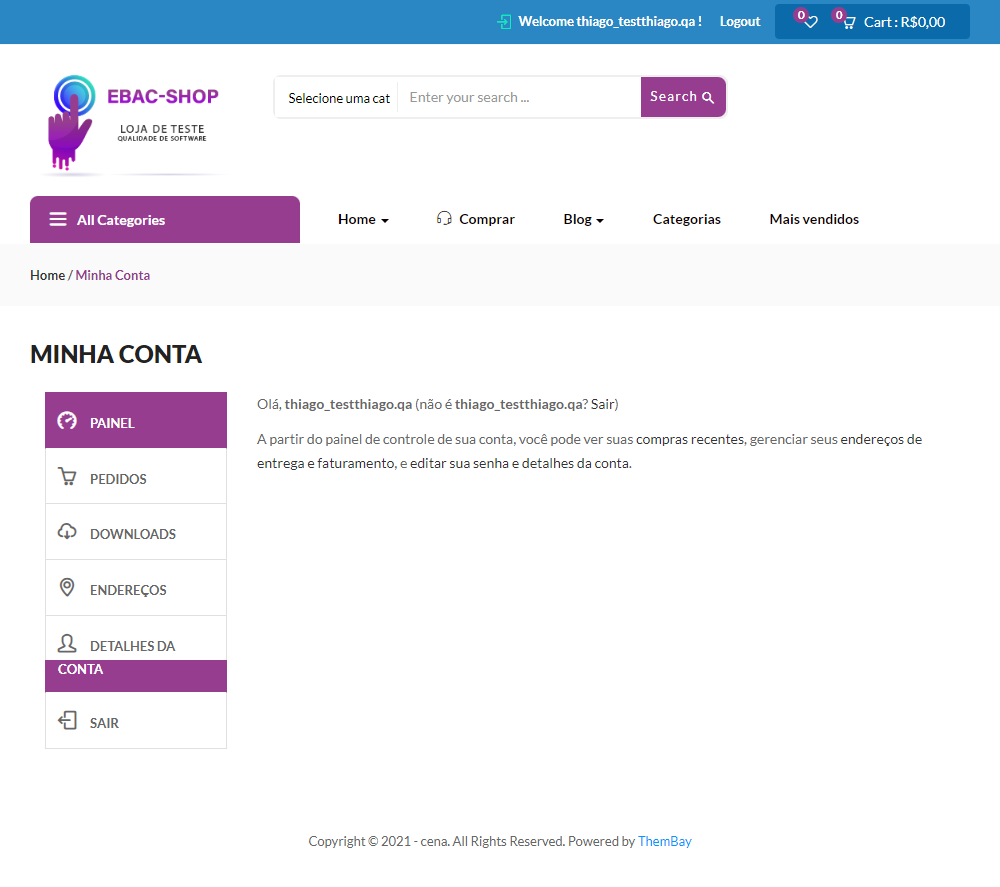 Welcome thiago_testthiago.qa !
Logout
0
0
Cart : R$0,00
EBAC-SHOP
LOJA DE TESTE
QUALIDADE DE SOFTWARE
Selecione uma cat
Enter your search ...
Search
All Categories
Home
Comprar
Blog
Categorias
Mais vendidos
Home / Minha Conta
MINHA CONTA
PAINEL
PEDIDOS
DOWNLOADS
ENDEREÇOS
DETALHES DA
CONTA
SAIR
Olá, thiago_testthiago.qa (não é thiago_testthiago.qa? Sair)
A partir do painel de controle de sua conta, você pode ver suas compras recentes, gerenciar seus endereços de
entrega e faturamento, e editar sua senha e detalhes da conta.
Copyright © 2021 - cena. All Rights Reserved. Powered by ThemBay